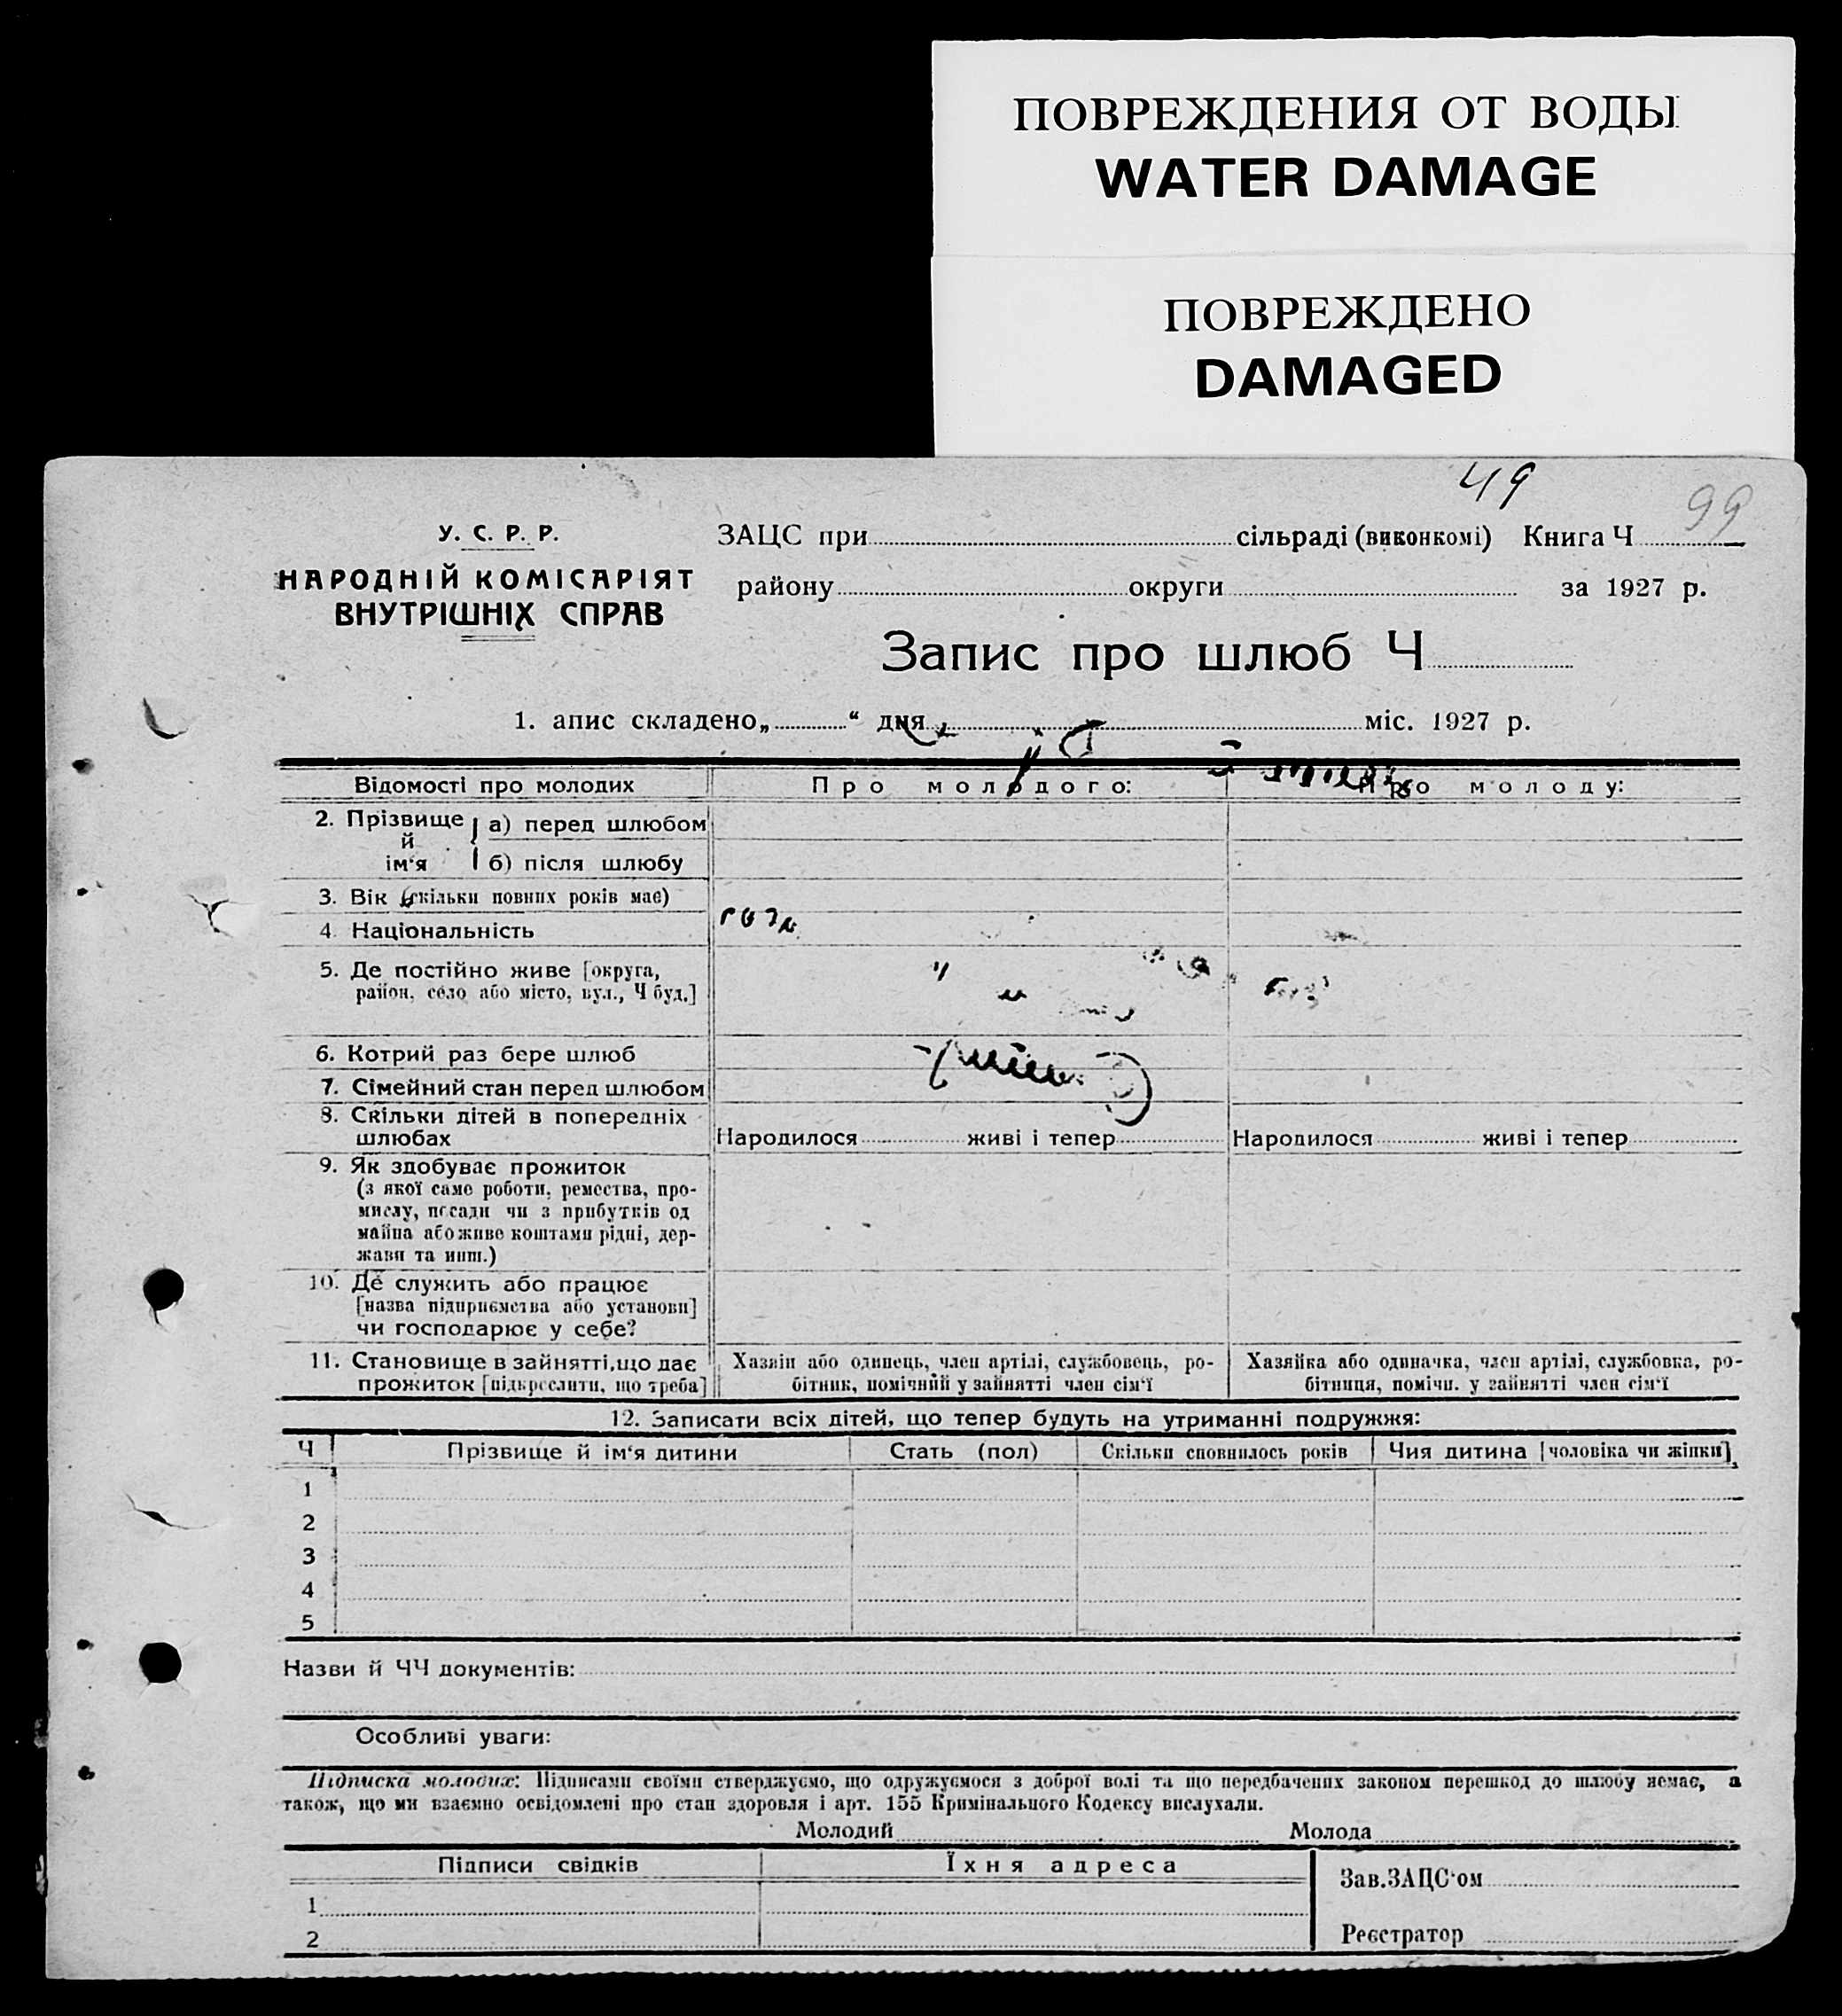 ПОВРЕЖДЕНИЯ ОТ ВОДЫ
WATER DAMAGE
ПОВРЕЖДЕНО
DAMAGED
49
99
У. С. Р. Р.
НАРОДНІЙ КОМІСАРІЯТ
ВНУТРІШНІХ СПРАВ
ЗАЦС при сільраді (виконкомі) Книга Ч
району округи за 1927 р.
Запис про шлюб Ч
1. апис складено „ “ дня міс. 1927 р.
Відомості про молодих Про молодого: Про молоду:
2. Прізвище й ім‘я
а) перед шлюбом
б) після шлюбу
3. Вік (скільки повних років має)
4. Національність
5. Де постійно живе [округа,
район, село або місто, вул., Ч буд.]
6. Котрий раз бере шлюб
7. Сімейний стан перед шлюбом
8. Скільки дітей в попередніх
шлюбах Народилося живі і тепер Народилося живі і тепер
9. Як здобуває прожиток
(з якої саме роботи, ремества, про-
мислу, посади чи з прибутків од
майна або живе коштами рідні, дер-
жави та инш.)
10. Де служить або працює
[назва підприємства або установи]
чи господарює у себе?
11. Становище в зайнятті, що дає Хазяїн або одинець, член артілі, службовець, ро- Хазяйка або одиначка, член артілі, службовка, ро-
прожиток [підкреслити, що треба] бітник, помічний у зайнятті член сім‘ї бітниця, помічн. у зайнятті член сім‘ї
12. Записати всіх дітей, що тепер будуть на утриманні подружжя:
Ч Прізвище й ім‘я дитини Стать (пол) Скільки сповнилось років Чия дитина [чоловіка чи жінки]
1
2
3
4
5
Назви й ЧЧ документів:
Особливі уваги:
Підписка молодих: Підписами своїми стверджуємо, що одружуємося з доброї волі та що передбачених законом перешкод до шлюбу немає, а
також, що ми взаємно освідомлені про стан здоровля і арт. 155 Кримінального Кодексу вислухали.
Молодий Молода
Підписи свідків Їхня адреса
Зав.ЗАЦС‘ом
1
2
Реєстратор